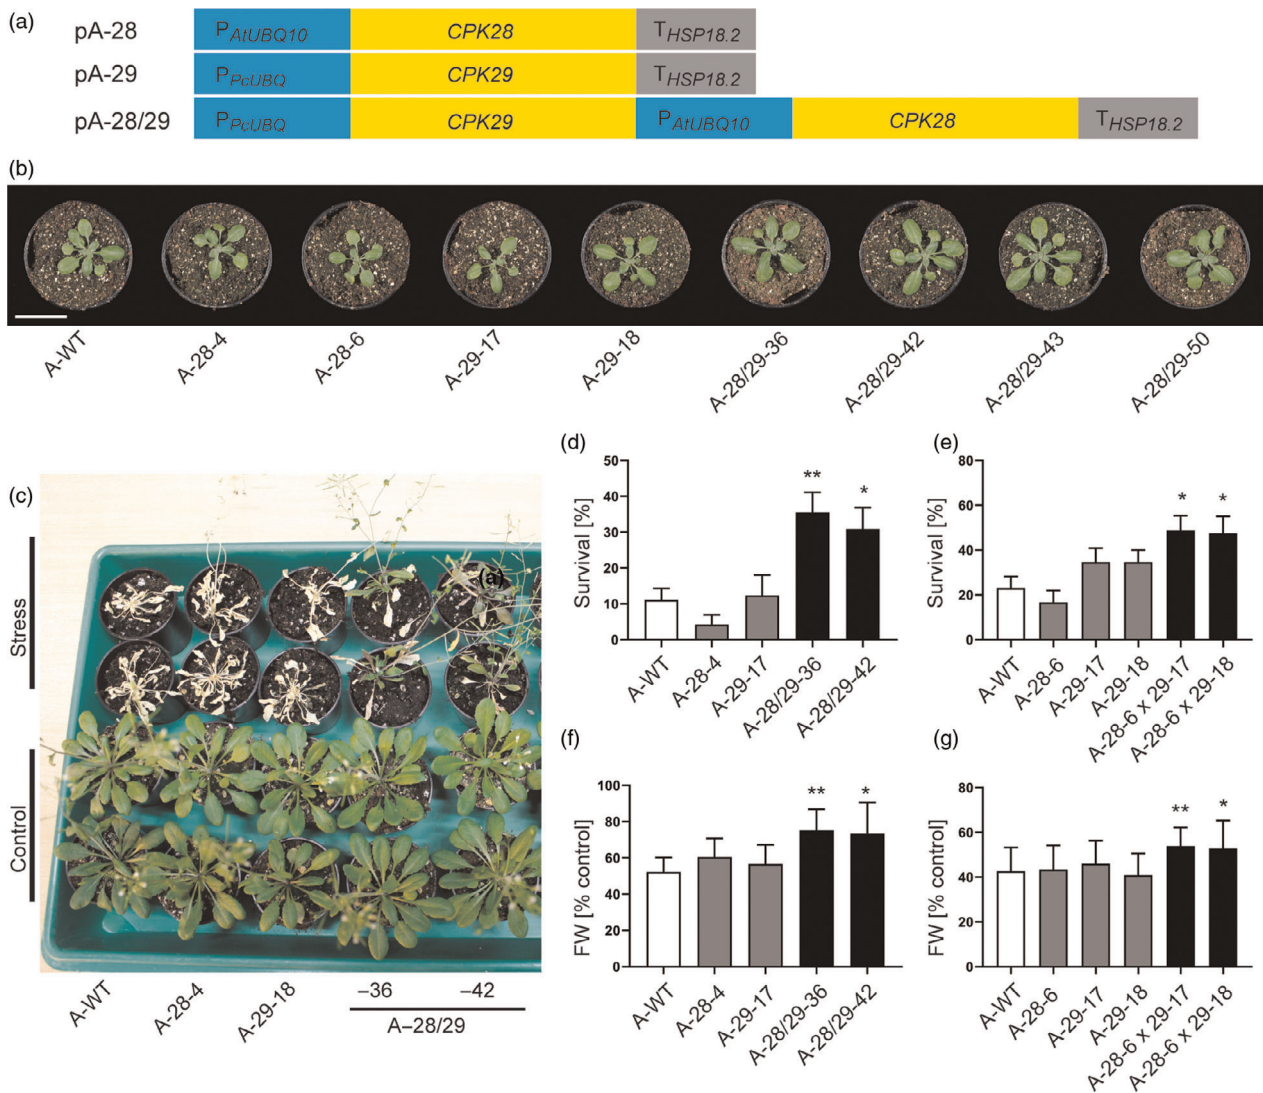 (a)
pA-28 P AtUBQ10 CPK28 T HSP18.2
pA-29 P PcUBQ CPK29 T HSP18.2
pA-28/29 P PcUBQ CPK29 P AtUBQ10 CPK28 T HSP18.2
(b)
A-WT A-28-4 A-28-6 A-29-17 A-29-18 A-28/29-36 A-28/29-42 A-28/29-43 A-28/29-50
(c)
Stress
Control
(a)
A-WT A-28-4 A-29-18 –36 –42
A–28/29
(d)
Survival [%]
50
40
30
20
10
0
** *
A-WT A-28-4 A-29-17 A-28/29-36 A-28/29-42
(e)
Survival [%]
80
60
40
20
0
* *
A-WT A-28-6 A-29-17 A-29-18 A-28-6 x 29-17 A-28-6 x 29-18
(f)
FW [% control]
100
80
60
40
20
0
** *
A-WT A-28-4 A-29-17 A-28/29-36 A-28/29-42
(g)
FW [% control]
80
60
40
20
0
** *
A-WT A-28-6 A-29-17 A-29-18 A-28-6 x 29-17 A-28-6 x 29-18